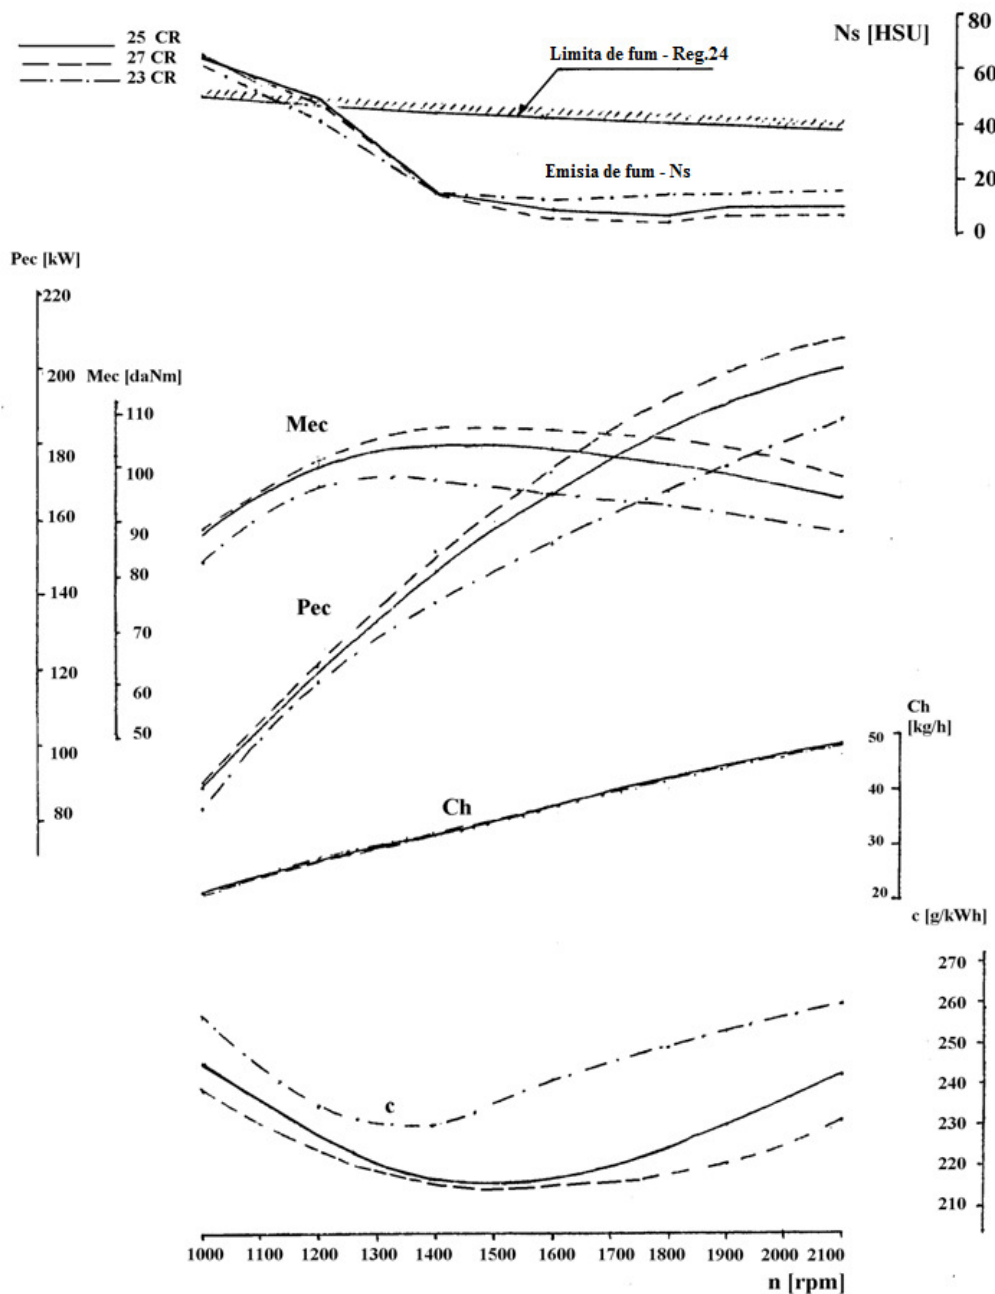 25 CR
27 CR
23 CR
Limita de fum - Reg.24
Ns [HSU]
80
60
40
20
0
Emisia de fum - Ns
Pec [kW]
220
200
180
160
140
120
100
80
Mec [daNm]
110
100
90
80
70
60
50
Mec
Pec
Ch
Ch
[kg/h]
50
40
30
20
c [g/kWh]
270
260
250
240
230
220
210
c
1000 1100 1200 1300 1400 1500 1600 1700 1800 1900 2000 2100
n [rpm]